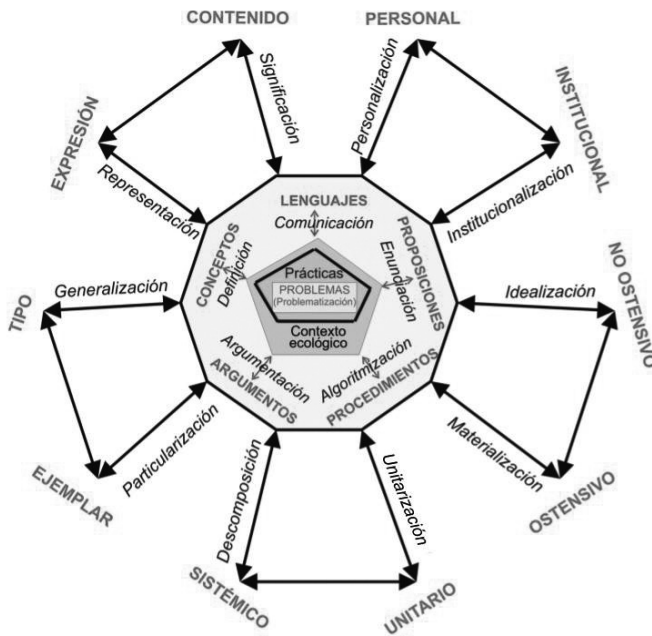 CONTENIDO
PERSONAL
Significación
Personalización
EXPRESIÓN
INSTITUCIONAL
Representación
Institucionalización
LENGUAJES
Comunicación
CONCEPTOS
Definición
PROPOSICIONES
Enunciación
Prácticas
PROBLEMAS
(Problematización)
Contexto
ecológico
TIPO
Generalización
Idealización
NO OSTENSIVO
Argumentación
ARGUMENTOS
Algoritmización
PROCEDIMIENTOS
EJEMPLAR
Particularización
Materialización
OSTENSIVO
Descomposición
Unitarización
SISTÉMICO
UNITARIO